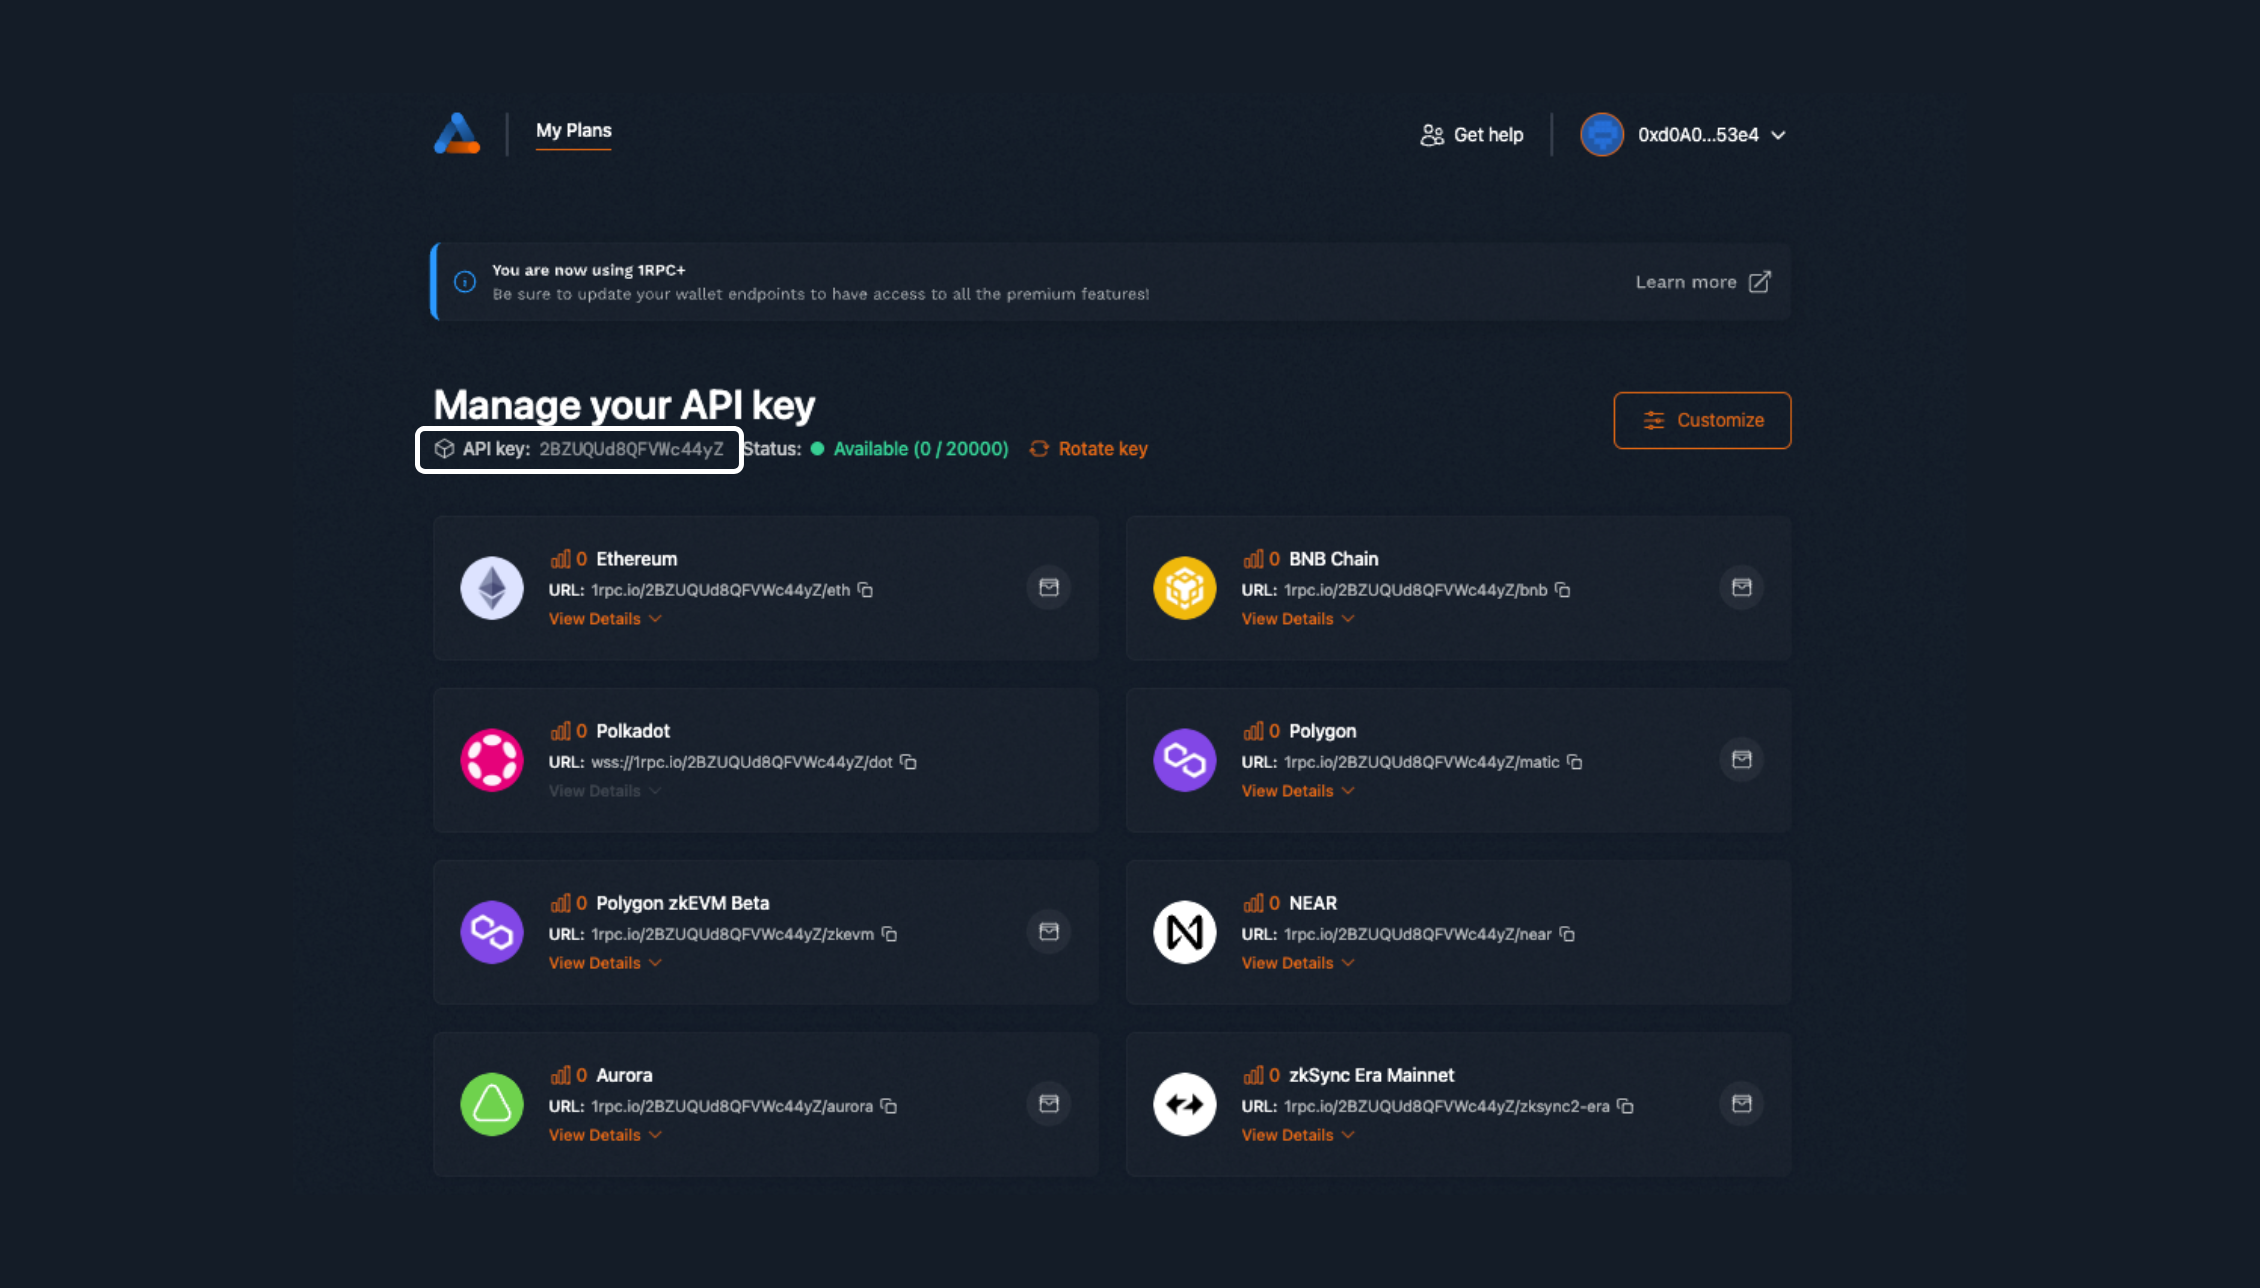 My Plans
Get help
0xd0A0...53e4
You are now using 1RPC+
Be sure to update your wallet endpoints to have access to all the premium features!
Learn more
Manage your API key
Customize
API key: 2BZUQUd8QFVWc44yZ Status: Available (0 / 20000) Rotate key
0 Ethereum
URL: 1rpc.io/2BZUQUd8QFVWc44yZ/eth
View Details
0 BNB Chain
URL: 1rpc.io/2BZUQUd8QFVWc44yZ/bnb
View Details
0 Polkadot
URL: wss://1rpc.io/2BZUQUd8QFVWc44yZ/dot
View Details
0 Polygon
URL: 1rpc.io/2BZUQUd8QFVWc44yZ/matic
View Details
0 Polygon zkEVM Beta
URL: 1rpc.io/2BZUQUd8QFVWc44yZ/zkevm
View Details
0 NEAR
URL: 1rpc.io/2BZUQUd8QFVWc44yZ/near
View Details
0 Aurora
URL: 1rpc.io/2BZUQUd8QFVWc44yZ/aurora
View Details
0 zkSync Era Mainnet
URL: 1rpc.io/2BZUQUd8QFVWc44yZ/zksync2-era
View Details